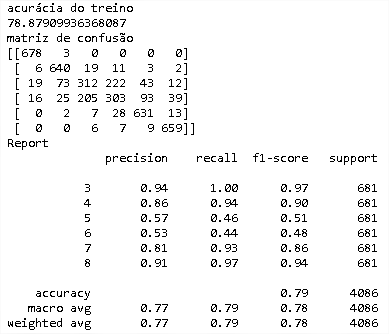 acurácia do treino
78.87909936368087
matriz de confusão
[[678 3 0 0 0 0]
[ 6 640 19 11 3 2]
[ 19 73 312 222 43 12]
[ 16 25 205 303 93 39]
[ 0 2 7 28 631 13]
[ 0 0 6 7 9 659]]
Report
precision recall f1-score support
3 0.94 1.00 0.97 681
4 0.86 0.94 0.90 681
5 0.57 0.46 0.51 681
6 0.53 0.44 0.48 681
7 0.81 0.93 0.86 681
8 0.91 0.97 0.94 681
accuracy 0.79 4086
macro avg 0.77 0.79 0.78 4086
weighted avg 0.77 0.79 0.78 4086